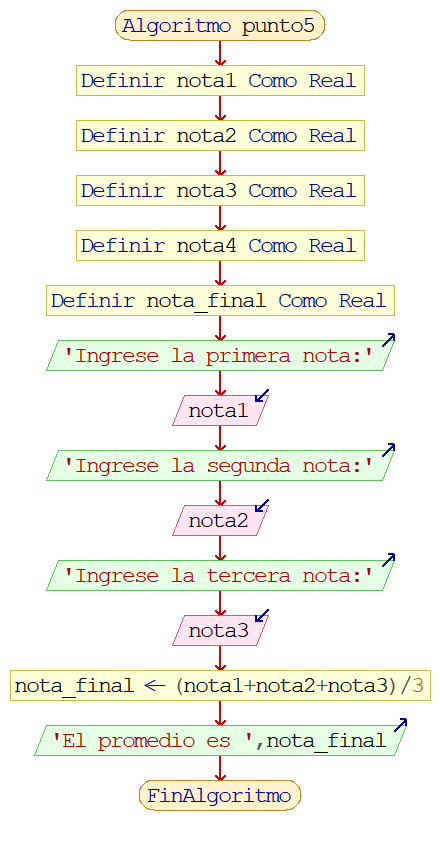 Algoritmo punto5
Definir nota1 Como Real
Definir nota2 Como Real
Definir nota3 Como Real
Definir nota4 Como Real
Definir nota_final Como Real
'Ingrese la primera nota:'
nota1
'Ingrese la segunda nota:'
nota2
'Ingrese la tercera nota:'
nota3
nota_final ← (nota1+nota2+nota3)/3
'El promedio es ',nota_final
FinAlgoritmo